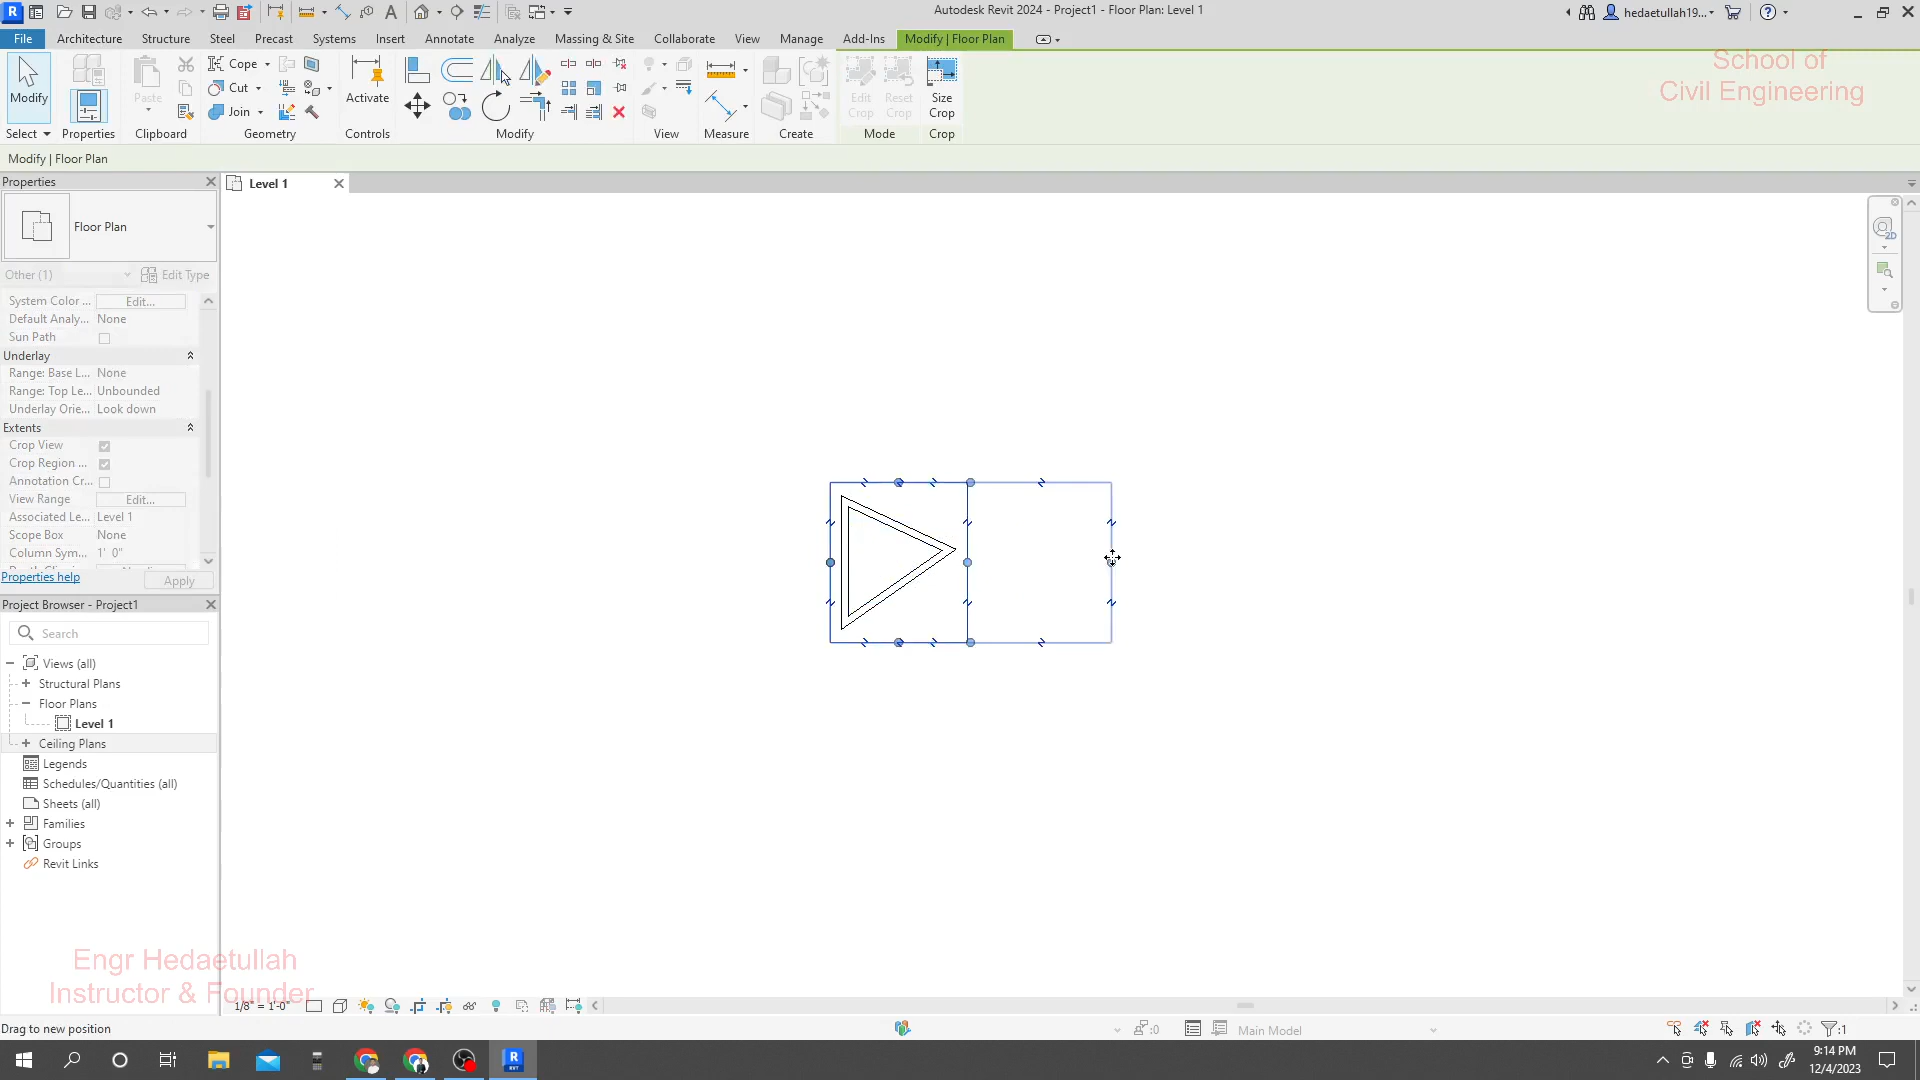 Autodesk Revit 2024 - Project1 - Floor Plan: Level 1
hedaetullah19...
File
Architecture
Structure
Steel
Precast
Systems
Insert
Annotate
Analyze
Massing & Site
Collaborate
View
Manage
Add-Ins
Modify | Floor Plan
Modify
Paste
Cope
Cut
Join
Activate
Edit
Crop
Reset
Crop
Size
Crop
Select
Properties
Clipboard
Geometry
Controls
Modify
View
Measure
Create
Mode
Crop
School of
Civil Engineering
Modify | Floor Plan
Properties
Floor Plan
Other (1)
Edit Type
System Color ... Edit...
Default Analy... None
Sun Path
Underlay
Range: Base L... None
Range: Top Le... Unbounded
Underlay Orie... Look down
Extents
Crop View
Crop Region ...
Annotation Cr...
View Range Edit...
Associated Le... Level 1
Scope Box None
Column Sym... 1' 0"
Properties help
Apply
Level 1
2D
Project Browser - Project1
Search
Views (all)
Structural Plans
Floor Plans
Level 1
Ceiling Plans
Legends
Schedules/Quantities (all)
Sheets (all)
Families
Groups
Revit Links
Engr Hedaetullah
Instructor & Founder
1/8" = 1'-0"
Drag to new position
:0
Main Model
:1
9:14 PM
12/4/2023